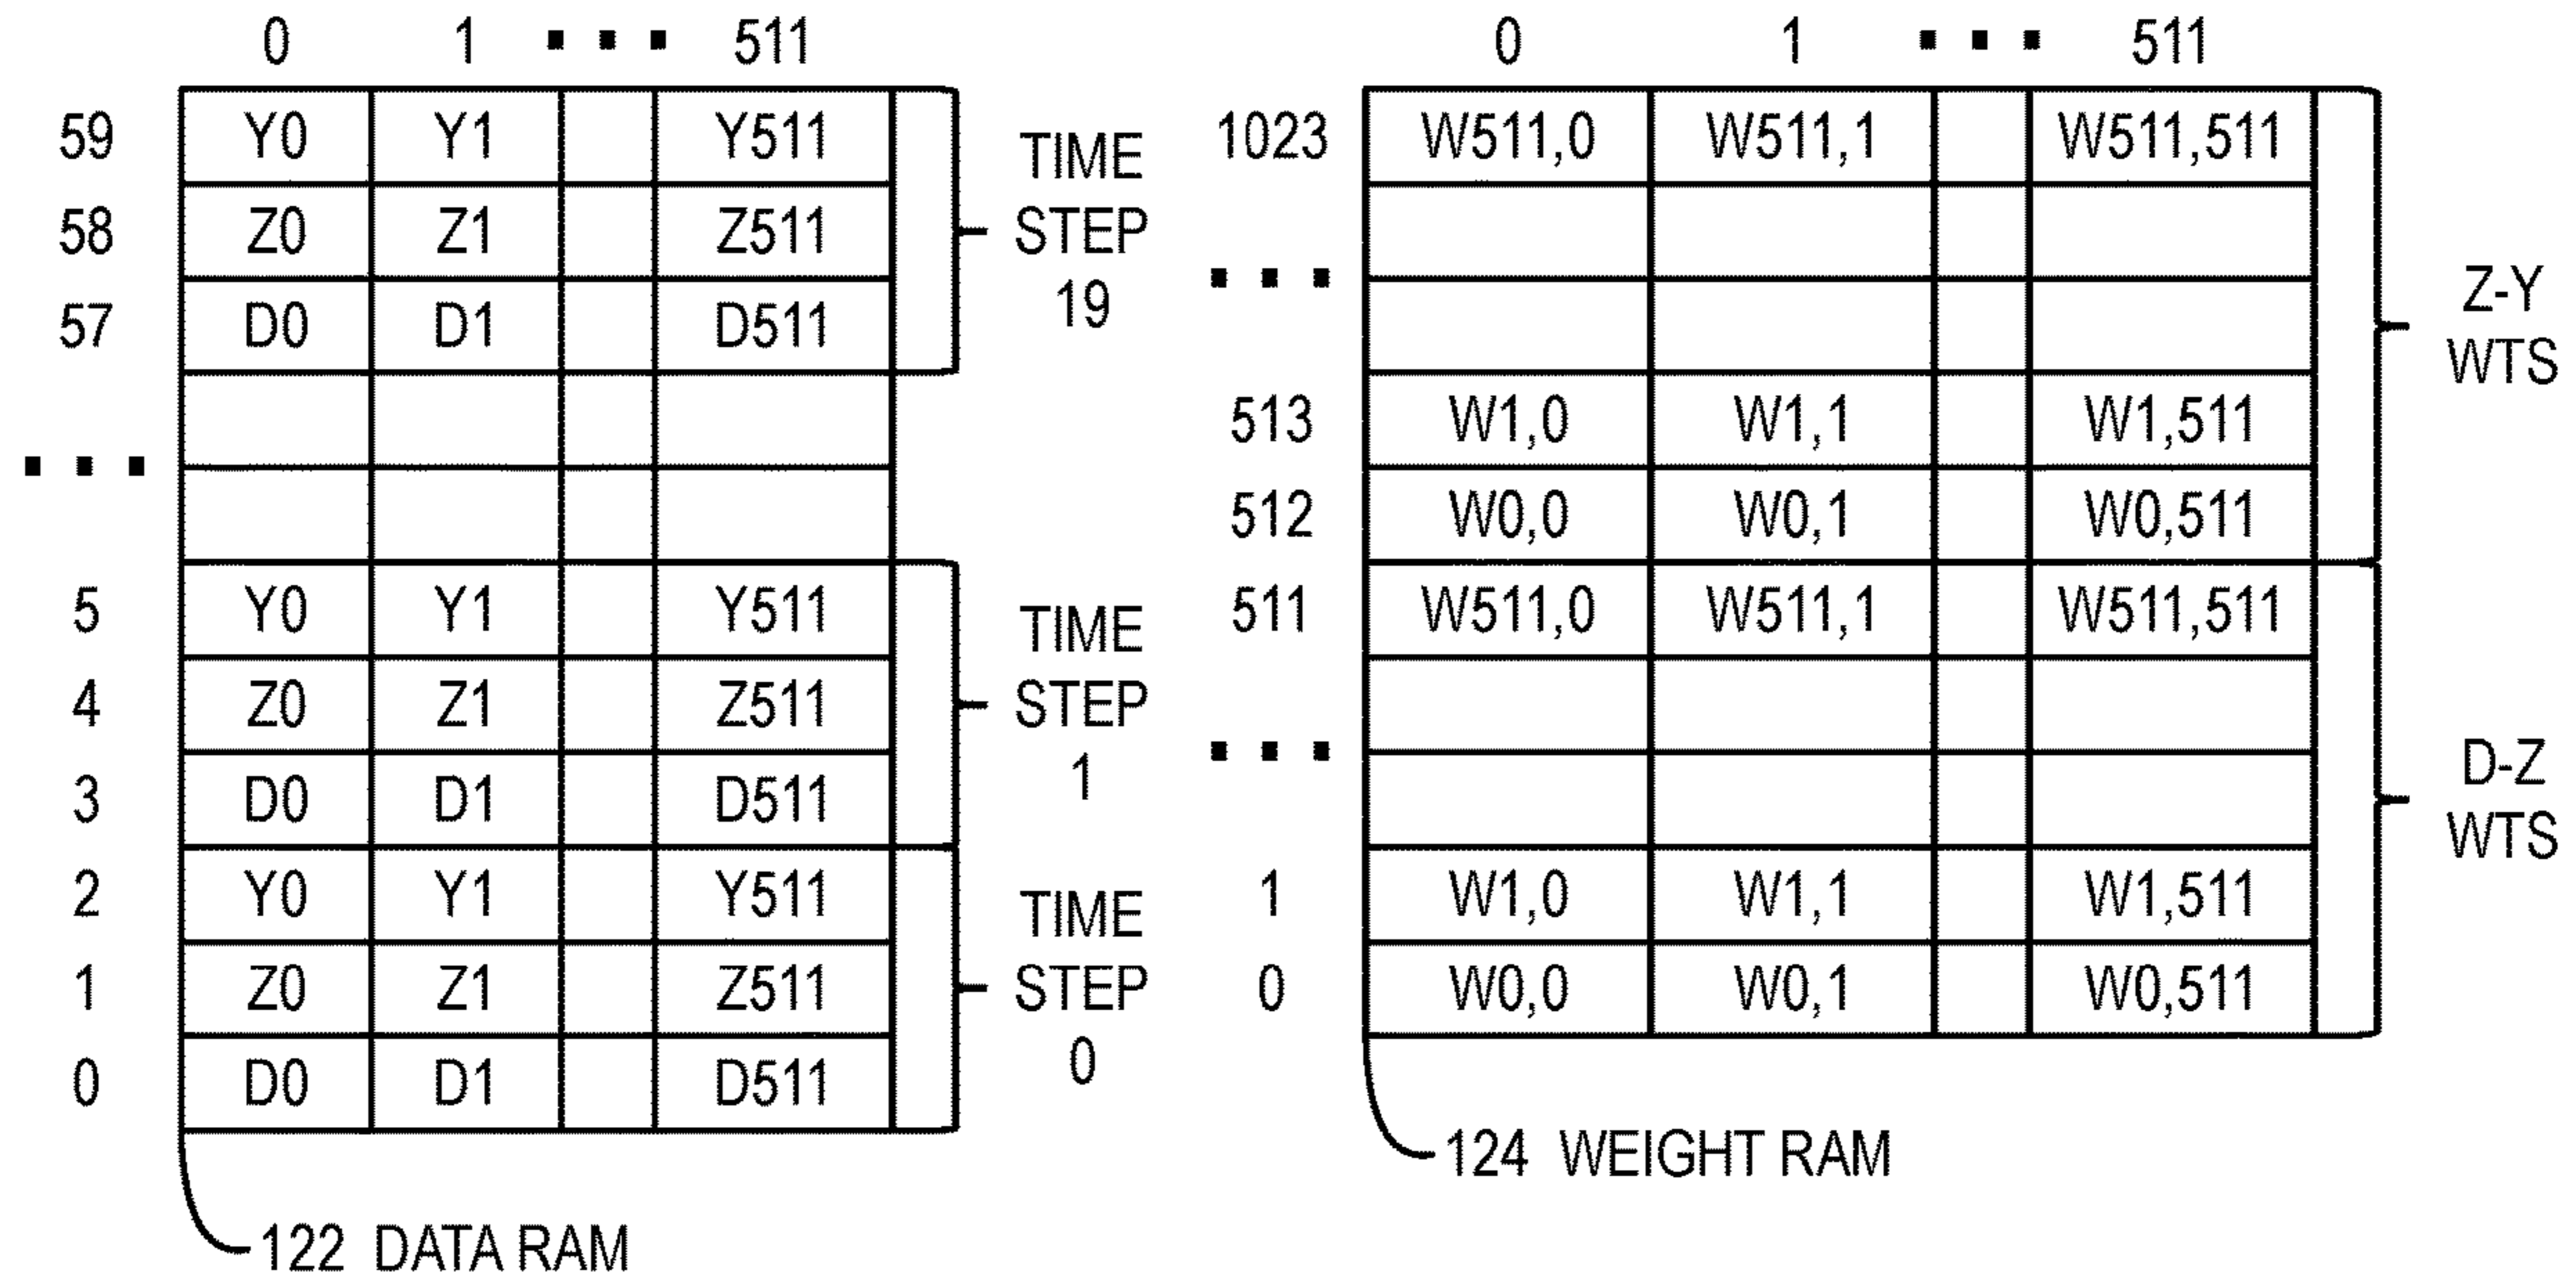 0 1 ▪ ▪ ▪ 511
59 Y0 Y1 Y511
58 Z0 Z1 Z511
57 D0 D1 D511
TIME
STEP
19
▪ ▪ ▪
5 Y0 Y1 Y511
4 Z0 Z1 Z511
3 D0 D1 D511
TIME
STEP
1
2 Y0 Y1 Y511
1 Z0 Z1 Z511
0 D0 D1 D511
TIME
STEP
0
122 DATA RAM
0 1 ▪ ▪ ▪ 511
1023 W511,0 W511,1 W511,511
▪ ▪ ▪
513 W1,0 W1,1 W1,511
512 W0,0 W0,1 W0,511
Z-Y
WTS
511 W511,0 W511,1 W511,511
▪ ▪ ▪
1 W1,0 W1,1 W1,511
0 W0,0 W0,1 W0,511
D-Z
WTS
124 WEIGHT RAM